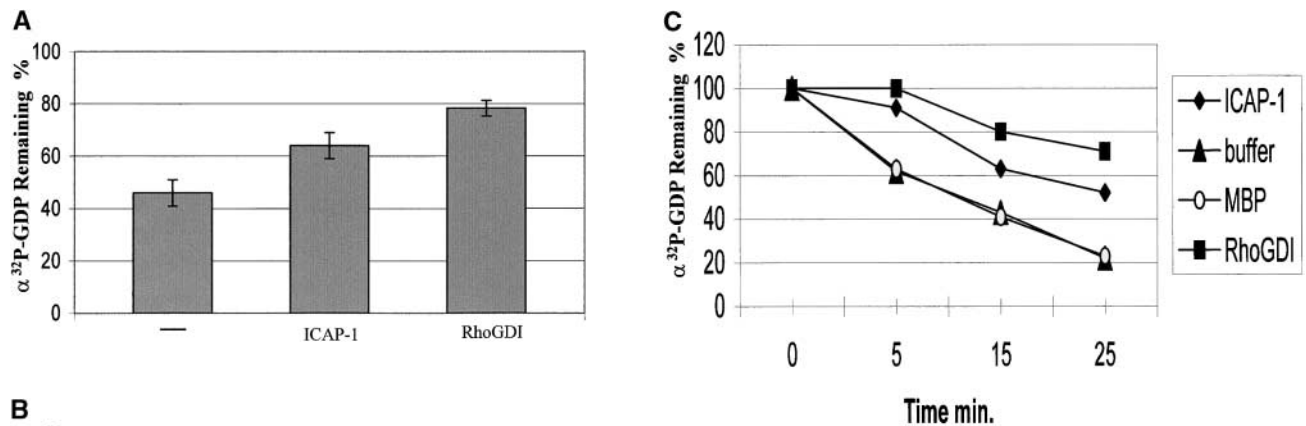 A
α ³²P-GDP Remaining %
100
80
60
40
20
0
—
ICAP-1
RhoGDI
B
C
α ³²P-GDP Remaining %
120
100
80
60
40
20
0
0
5
15
25
Time min.
ICAP-1
buffer
MBP
RhoGDI